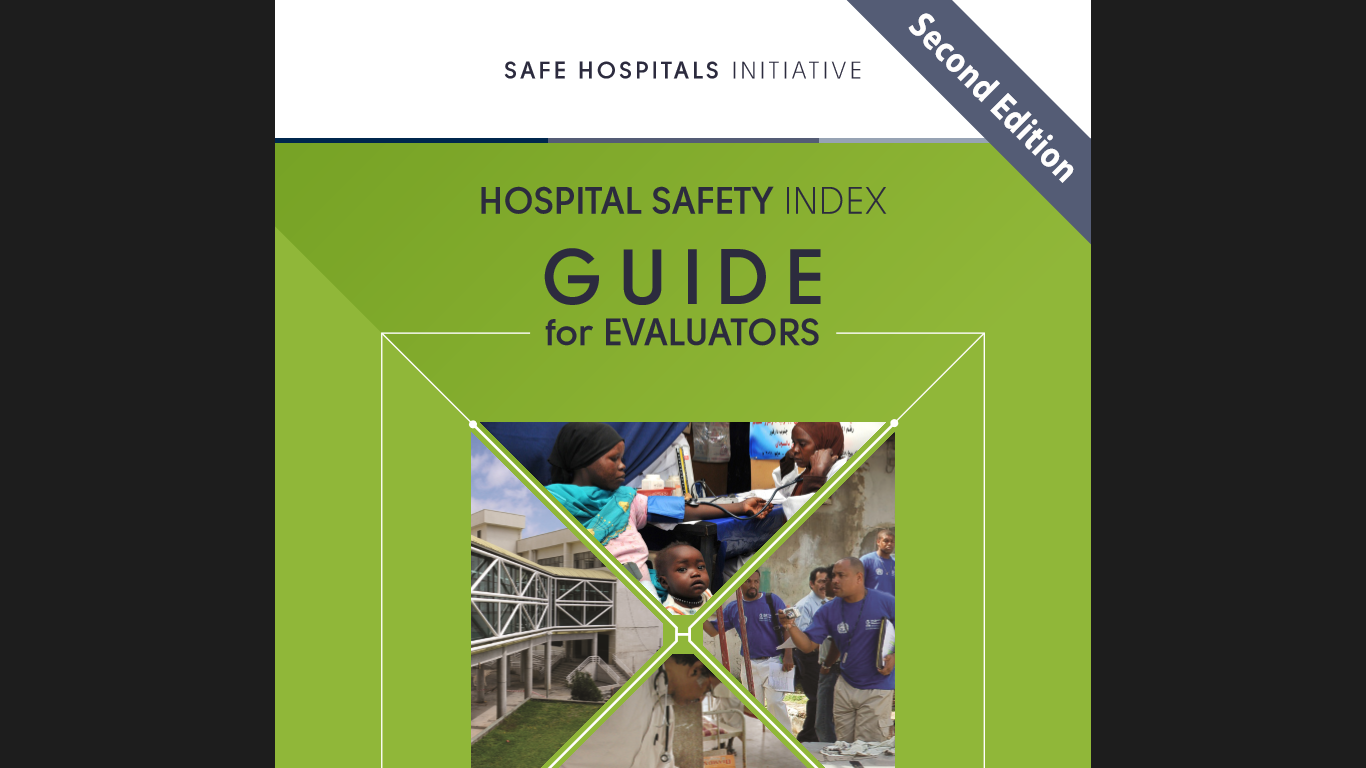 SAFE HOSPITALS INITIATIVE
Second Edition
HOSPITAL SAFETY INDEX
GUIDE
for EVALUATORS